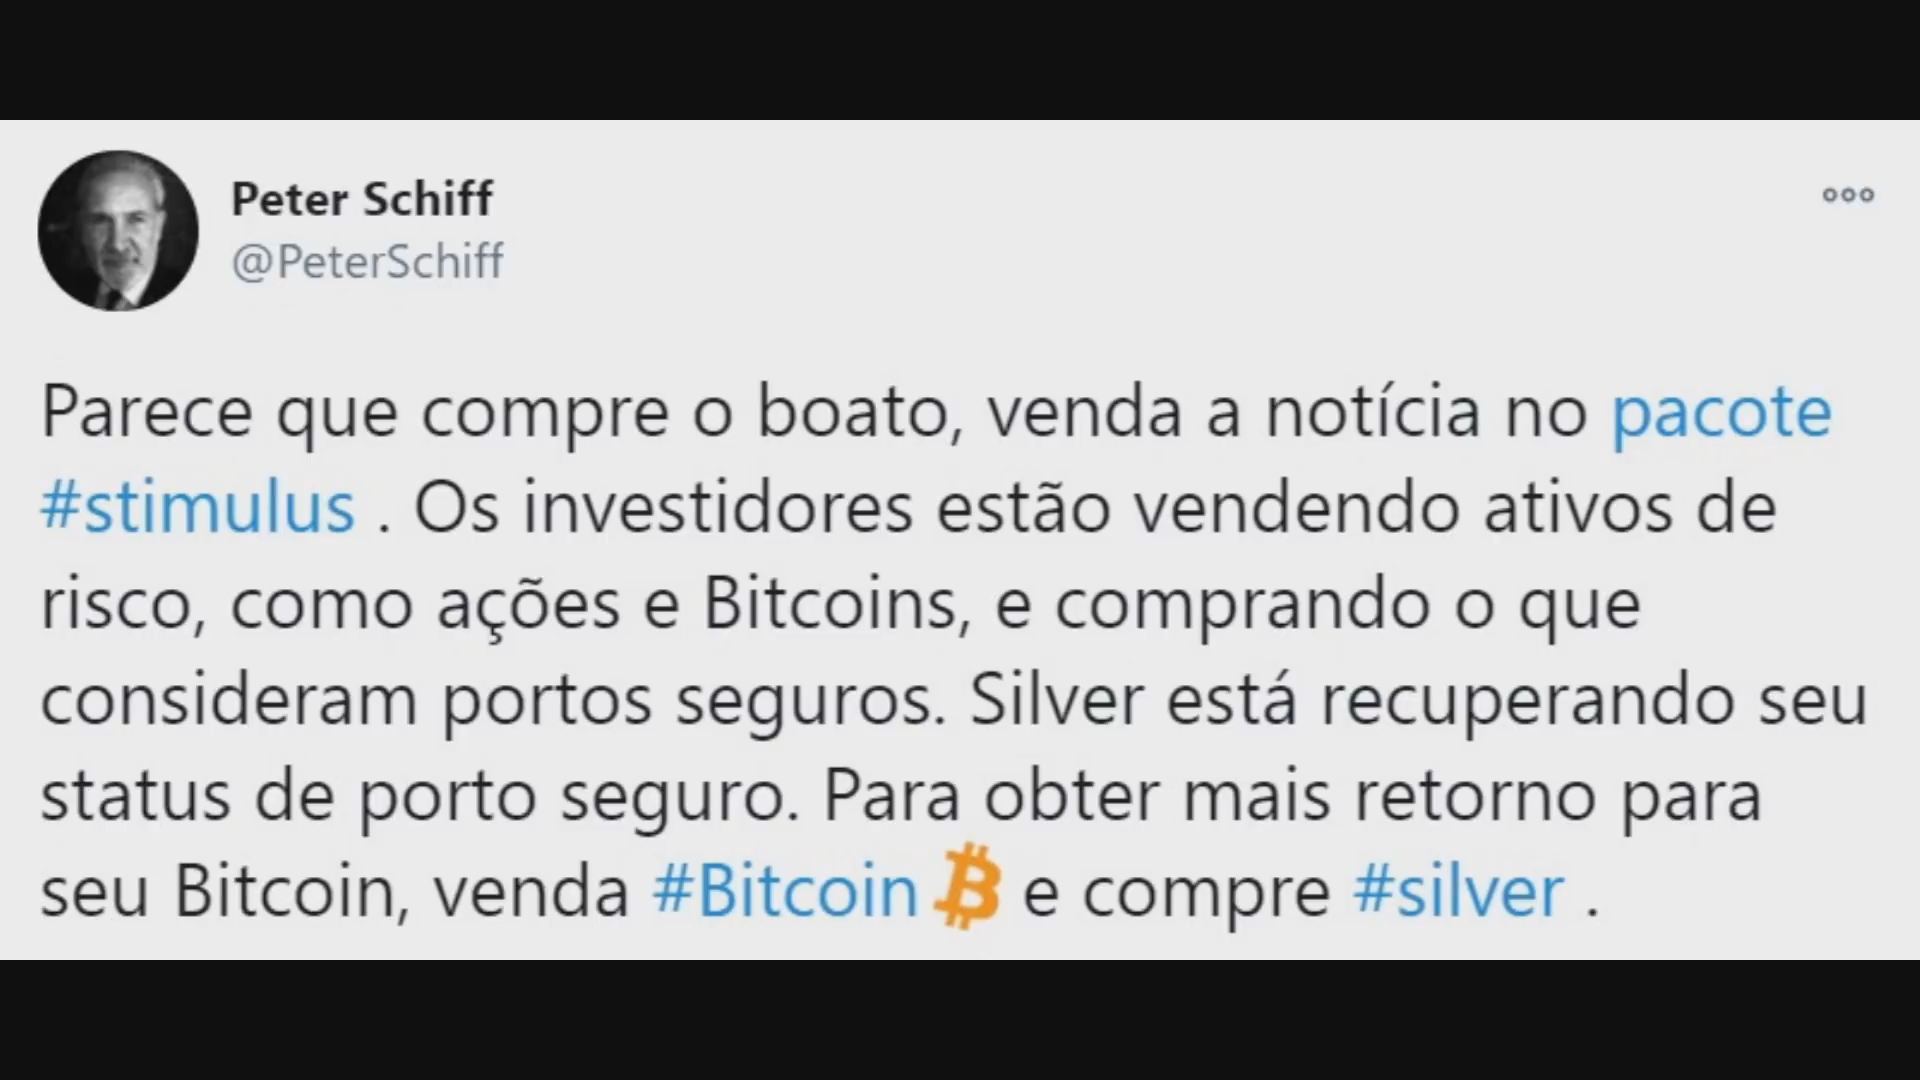 Peter Schiff
@PeterSchiff
Parece que compre o boato, venda a notícia no pacote
#stimulus . Os investidores estão vendendo ativos de
risco, como ações e Bitcoins, e comprando o que
consideram portos seguros. Silver está recuperando seu
status de porto seguro. Para obter mais retorno para
seu Bitcoin, venda #Bitcoin e compre #silver .